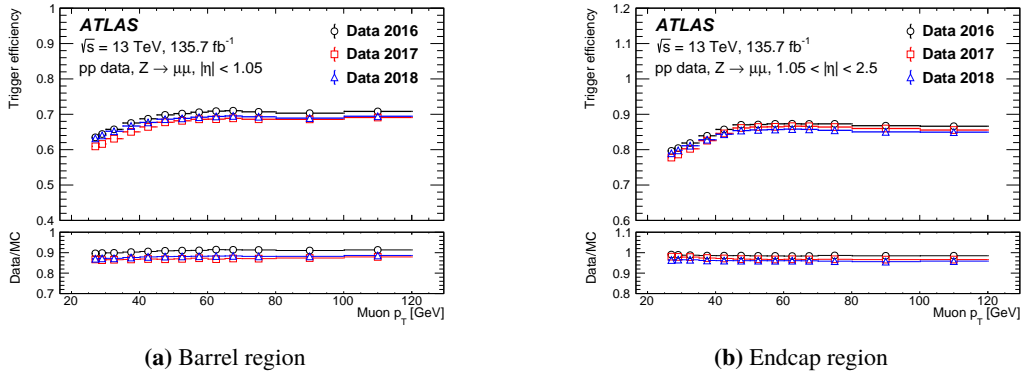 Trigger efficiency
1
0.9
0.8
0.7
0.6
0.5
0.4
ATLAS
√s = 13 TeV, 135.7 fb⁻¹
pp data, Z → μμ, |η| < 1.05
Data 2016
Data 2017
Data 2018
Data/MC
1
0.9
0.8
0.7
20 40 60 80 100 120
Muon p_T [GeV]
(a) Barrel region
Trigger efficiency
1.2
1.1
1
0.9
0.8
0.7
0.6
ATLAS
√s = 13 TeV, 135.7 fb⁻¹
pp data, Z → μμ, 1.05 < |η| < 2.5
Data 2016
Data 2017
Data 2018
Data/MC
1.1
1
0.9
0.8
20 40 60 80 100 120
Muon p_T [GeV]
(b) Endcap region